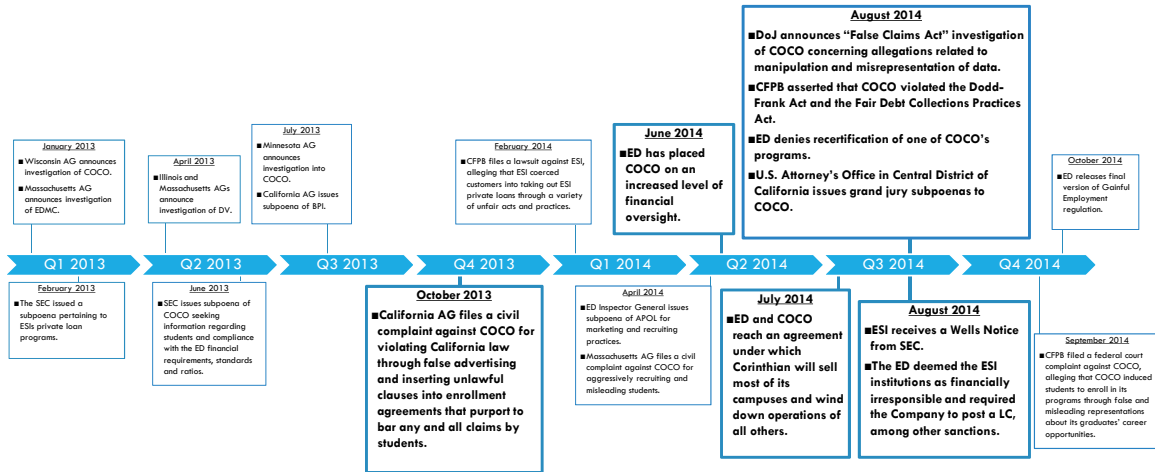 August 2014
■DoJ announces “False Claims Act” investigation
of COCO concerning allegations related to
manipulation and misrepresentation of data.
■CFPB asserted that COCO violated the Dodd-
Frank Act and the Fair Debt Collections Practices
Act.
■ED denies recertification of one of COCO’s
programs.
■U.S. Attorney’s Office in Central District of
California issues grand jury subpoenas to
COCO.
January 2013
■Wisconsin AG announces
investigation of COCO.
■Massachusetts AG
announces investigation
of EDMC.
April 2013
■Illinois and
Massachusetts AGs
announce
investigation of DV.
July 2013
■Minnesota AG
announces
investigation into
COCO.
■California AG issues
subpoena of BPI.
February 2014
■CFPB files a lawsuit against ESI,
alleging that ESI coerced
customers into taking out ESI
private loans through a variety
of unfair acts and practices.
June 2014
■ED has placed
COCO on an
increased level of
financial
oversight.
October 2014
■ED releases final
version of Gainful
Employment
regulation.
Q1 2013
Q2 2013
Q3 2013
Q4 2013
Q1 2014
Q2 2014
Q3 2014
Q4 2014
February 2013
■The SEC issued a
subpoena pertaining to
ESIs private loan
programs.
June 2013
■SEC issues subpoena of
COCO seeking
information regarding
students and compliance
with the ED financial
requirements, standards
and ratios.
October 2013
■California AG files a civil
complaint against COCO for
violating California law
through false advertising
and inserting unlawful
clauses into enrollment
agreements that purport to
bar any and all claims by
students.
April 2014
■ED Inspector General issues
subpoena of APOL for
marketing and recruiting
practices.
■Massachusetts AG files a civil
complaint against COCO for
aggressively recruiting and
misleading students.
July 2014
■ED and COCO
reach an agreement
under which
Corinthian will sell
most of its
campuses and wind
down operations of
all others.
August 2014
■ESI receives a Wells Notice
from SEC.
■The ED deemed the ESI
institutions as financially
irresponsible and required
the Company to post a LC,
among other sanctions.
September 2014
■CFPB filed a federal court
complaint against COCO,
alleging that COCO induced
students to enroll in its
programs through false and
misleading representations
about its graduates’ career
opportunities.